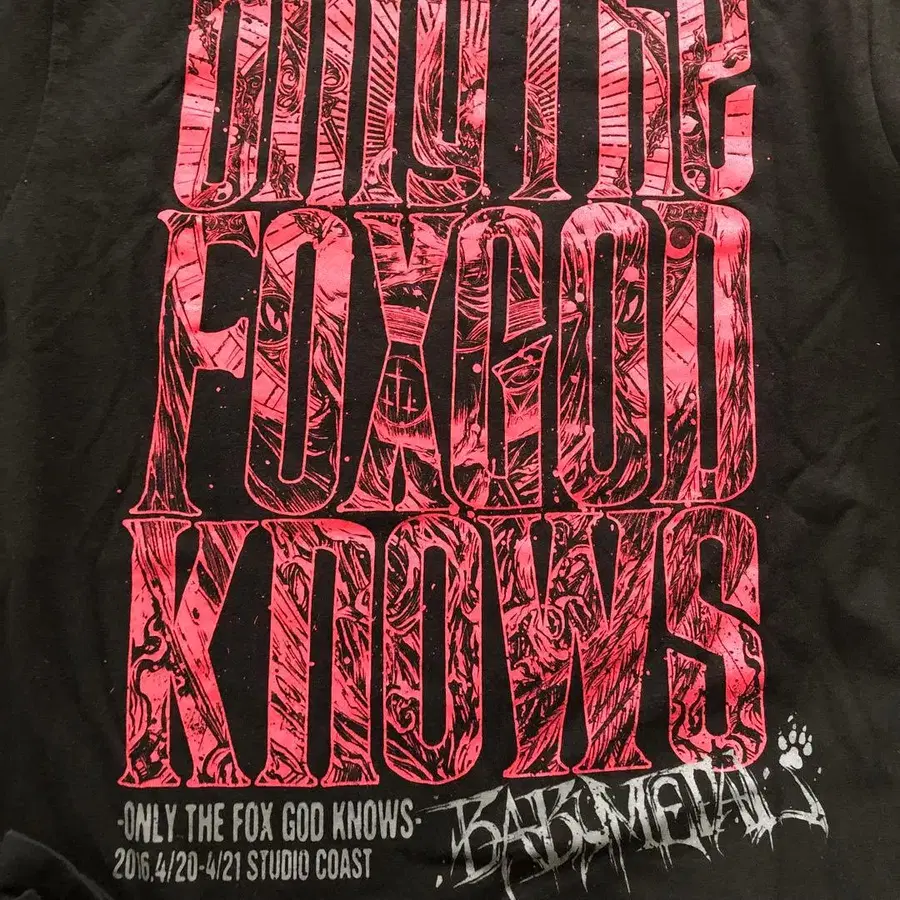 Only The
FOX GOD
KNOWS
-ONLY THE FOX GOD KNOWS-
2016.4/20-4/21 STUDIO COAST
BABYMETAL